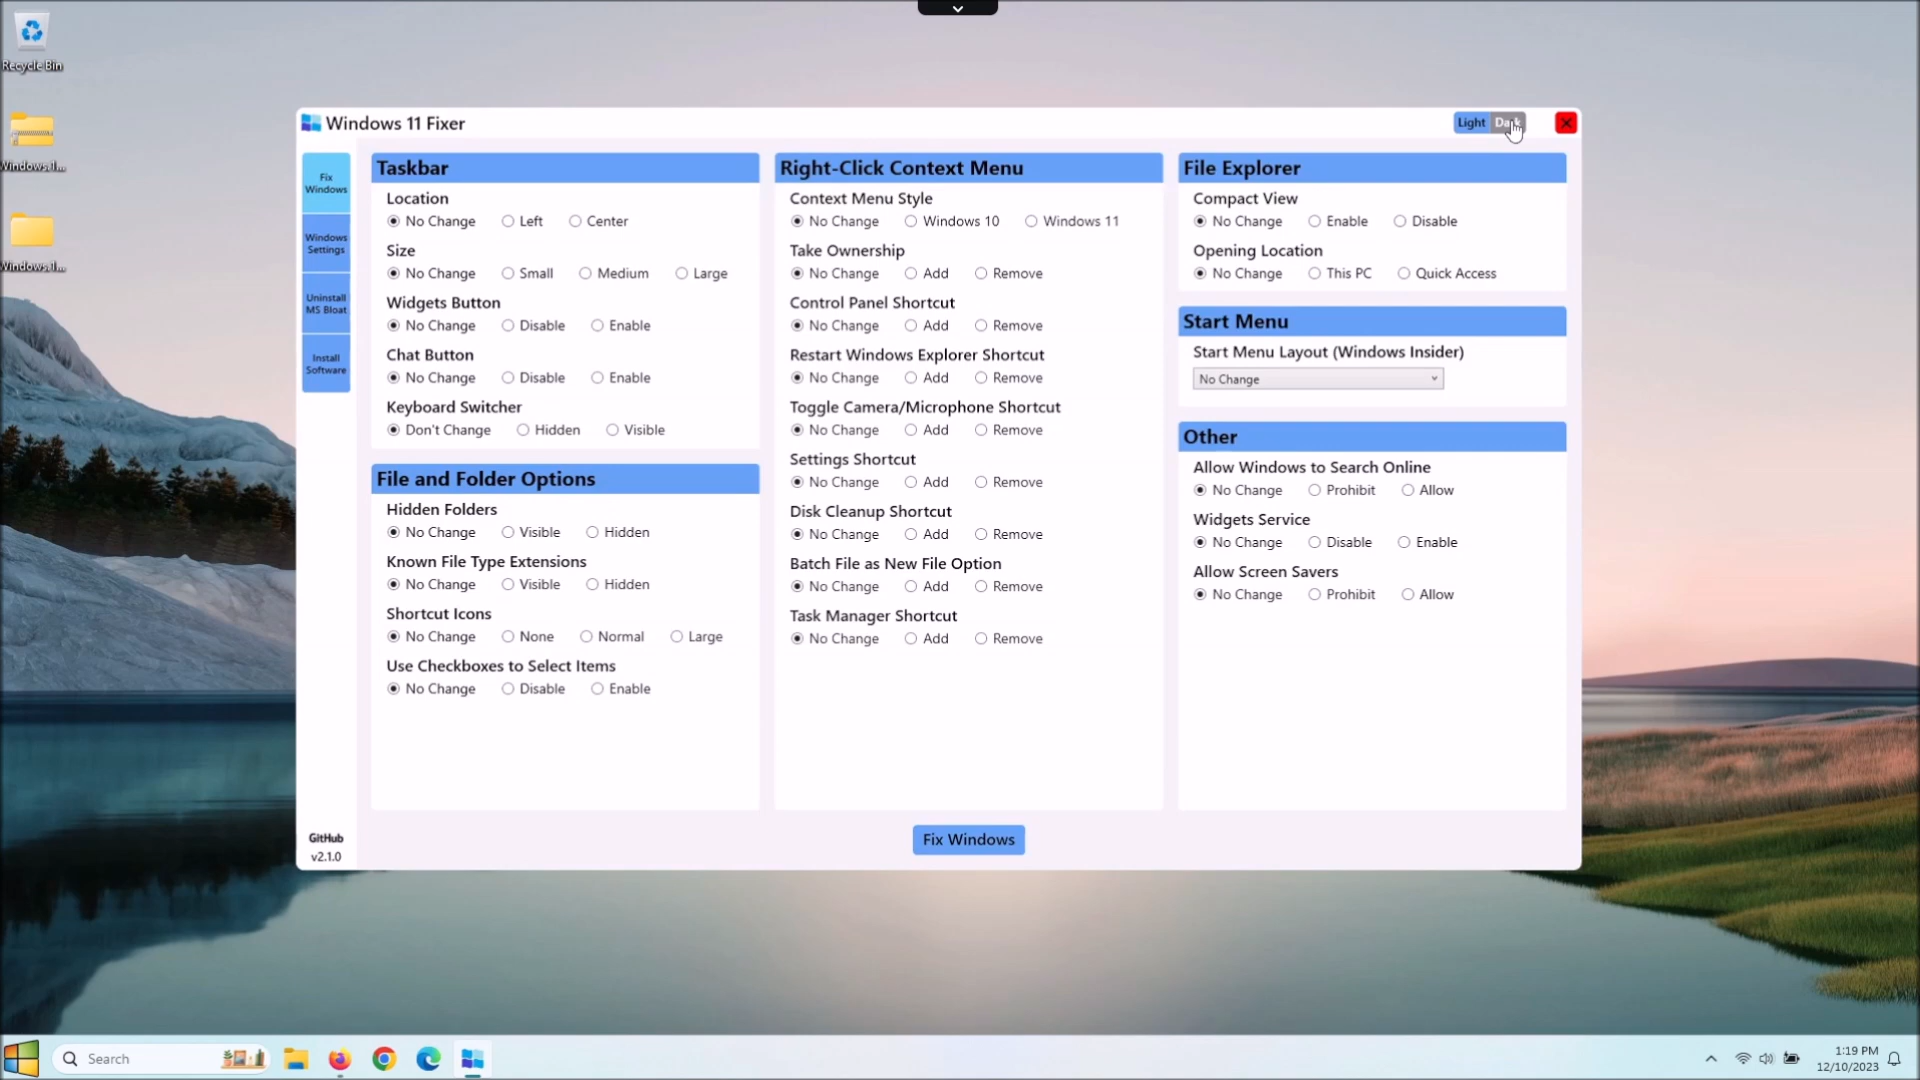 Recycle Bin
Windows.1...
Windows.1...
Windows 11 Fixer
Light Dark
Fix
Windows
Windows
Settings
Uninstall
MS Bloat
Install
Software
GitHub
v2.1.0
Taskbar
Location
No Change Left Center
Size
No Change Small Medium Large
Widgets Button
No Change Disable Enable
Chat Button
No Change Disable Enable
Keyboard Switcher
Don't Change Hidden Visible
File and Folder Options
Hidden Folders
No Change Visible Hidden
Known File Type Extensions
No Change Visible Hidden
Shortcut Icons
No Change None Normal Large
Use Checkboxes to Select Items
No Change Disable Enable
Right-Click Context Menu
Context Menu Style
No Change Windows 10 Windows 11
Take Ownership
No Change Add Remove
Control Panel Shortcut
No Change Add Remove
Restart Windows Explorer Shortcut
No Change Add Remove
Toggle Camera/Microphone Shortcut
No Change Add Remove
Settings Shortcut
No Change Add Remove
Disk Cleanup Shortcut
No Change Add Remove
Batch File as New File Option
No Change Add Remove
Task Manager Shortcut
No Change Add Remove
File Explorer
Compact View
No Change Enable Disable
Opening Location
No Change This PC Quick Access
Start Menu
Start Menu Layout (Windows Insider)
No Change
Other
Allow Windows to Search Online
No Change Prohibit Allow
Widgets Service
No Change Disable Enable
Allow Screen Savers
No Change Prohibit Allow
Fix Windows
Search
1:19 PM
12/10/2023